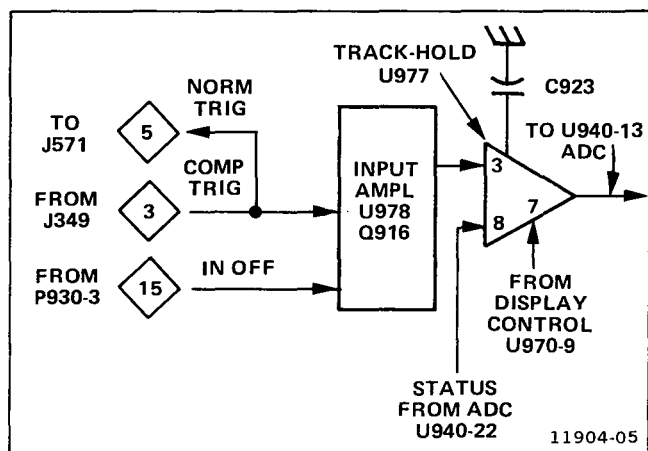 TRACK-HOLD
U977
C923
NORM
TRIG
TO
J571
5
TO U940-13
ADC
COMP
TRIG
INPUT
AMPL
U978
Q916
3
FROM
J349
3
8
7
FROM
P930-3
15
IN OFF
FROM
DISPLAY
CONTROL
U970-9
STATUS
FROM ADC
U940-22
11904-05